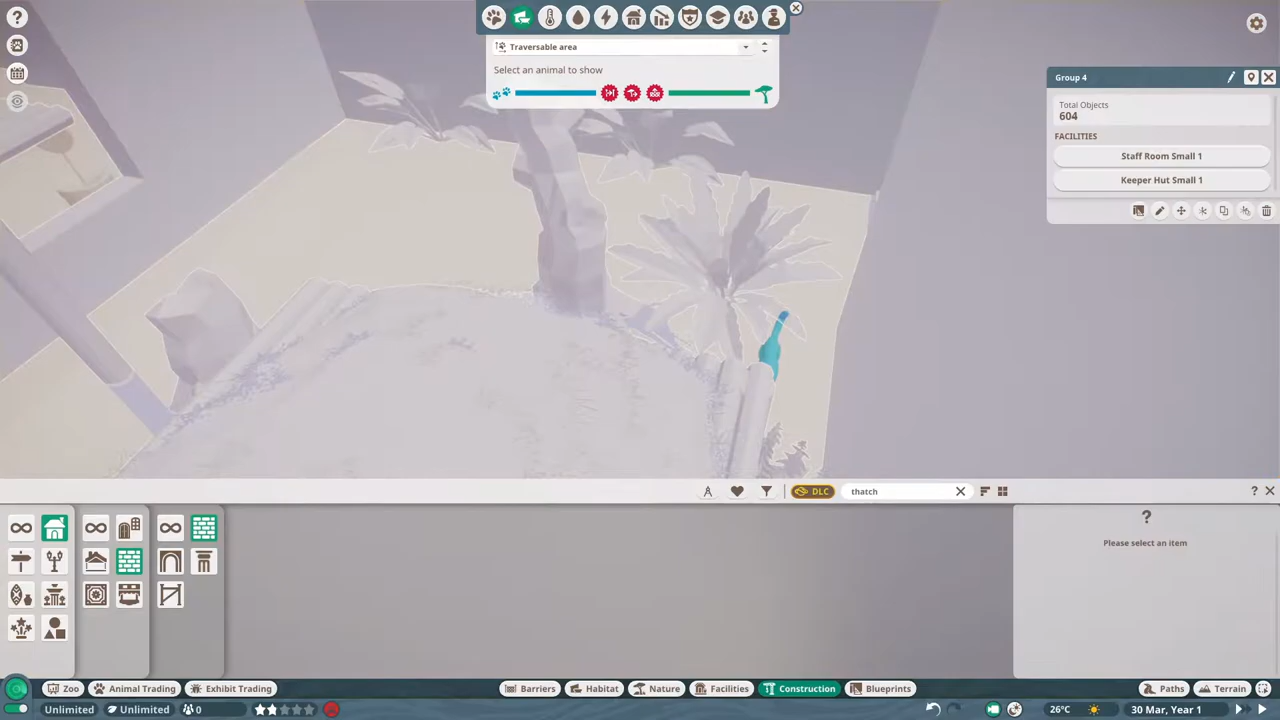 ?
Traversable area
Select an animal to show
Group 4
Total Objects
604
FACILITIES
Staff Room Small 1
Keeper Hut Small 1
DLC
thatch
?
?
Please select an item
Zoo
Animal Trading
Exhibit Trading
Barriers
Habitat
Nature
Facilities
Construction
Blueprints
Paths
Terrain
Unlimited
Unlimited
0
26°C
30 Mar, Year 1